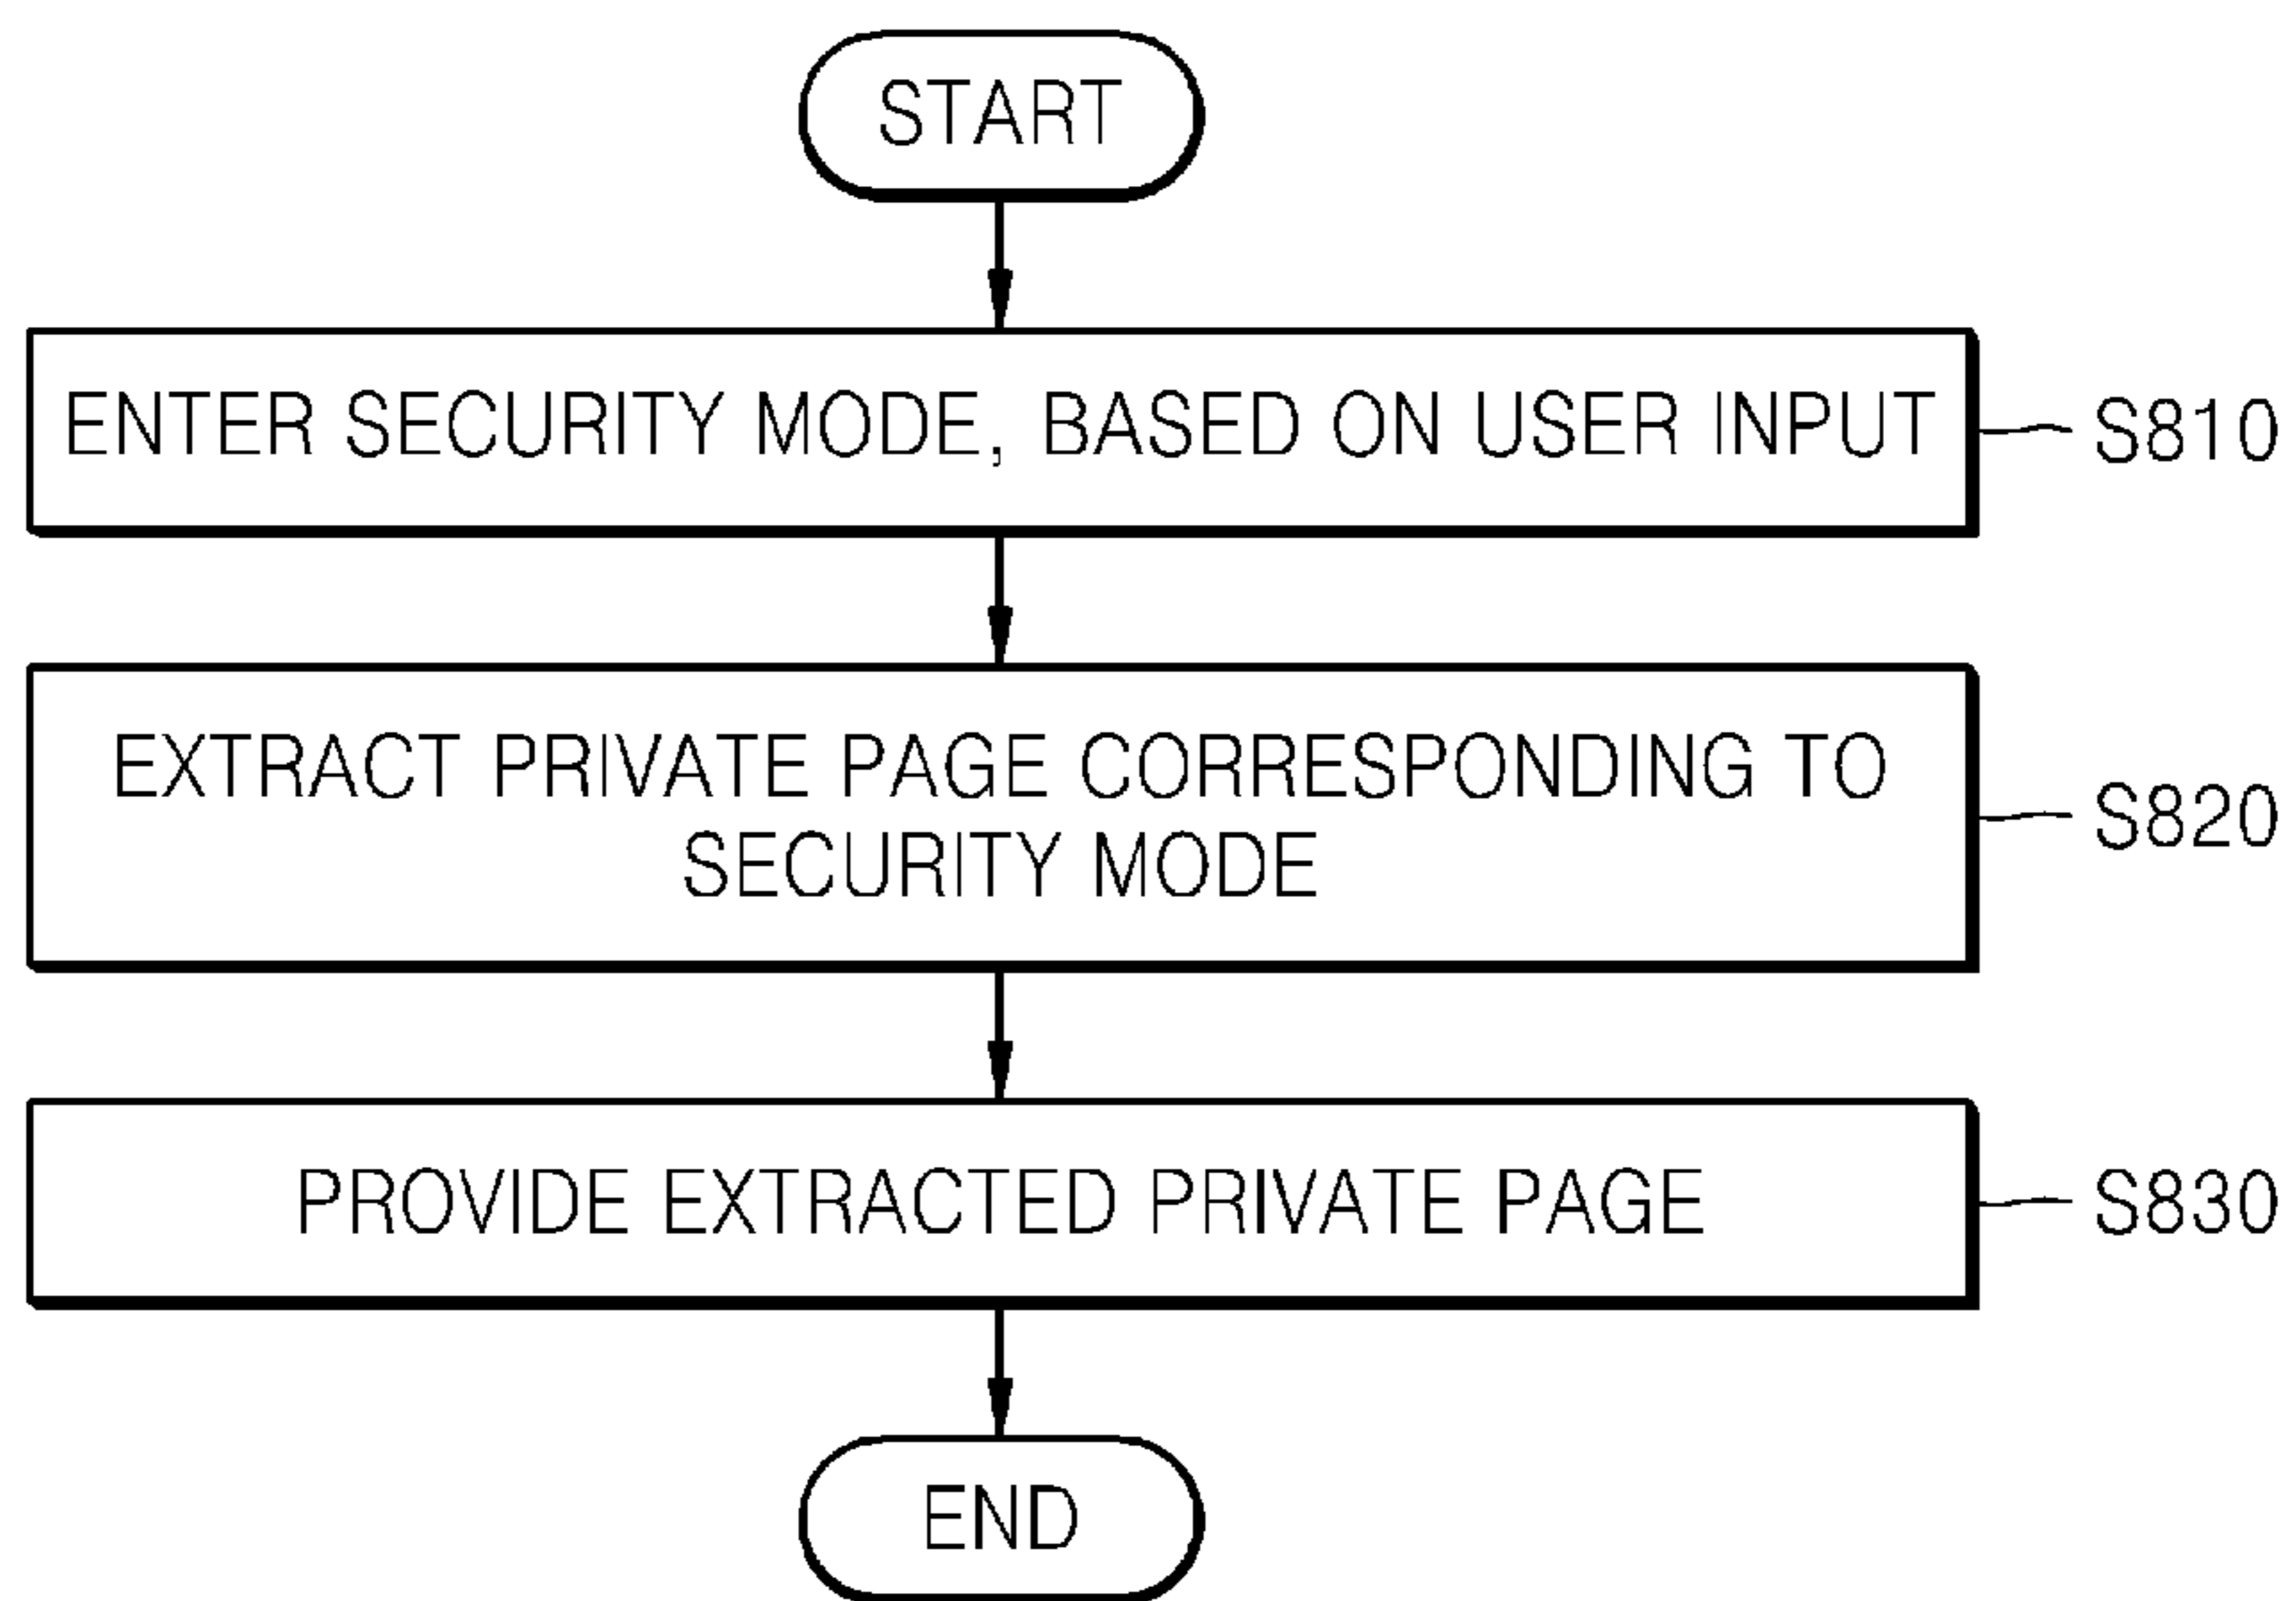 START
ENTER SECURITY MODE, BASED ON USER INPUT
S810
EXTRACT PRIVATE PAGE CORRESPONDING TO
SECURITY MODE
S820
PROVIDE EXTRACTED PRIVATE PAGE
S830
END